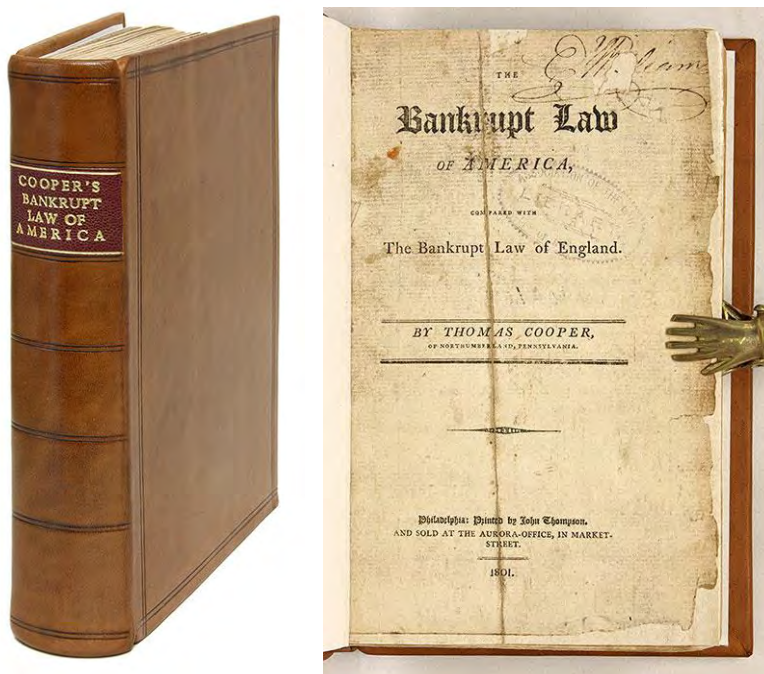 COOPER'S
BANKRUPT
LAW OF
AMERICA
THE
Bankrupt Law
OF AMERICA,
COMPARED WITH
The Bankrupt Law of England.
BY THOMAS COOPER,
OF NORTHUMBERLAND, PENNSYLVANIA.
Philadelphia: Printed by John Thompson.
AND SOLD AT THE AURORA-OFFICE, IN MARKET-
STREET.
1801.